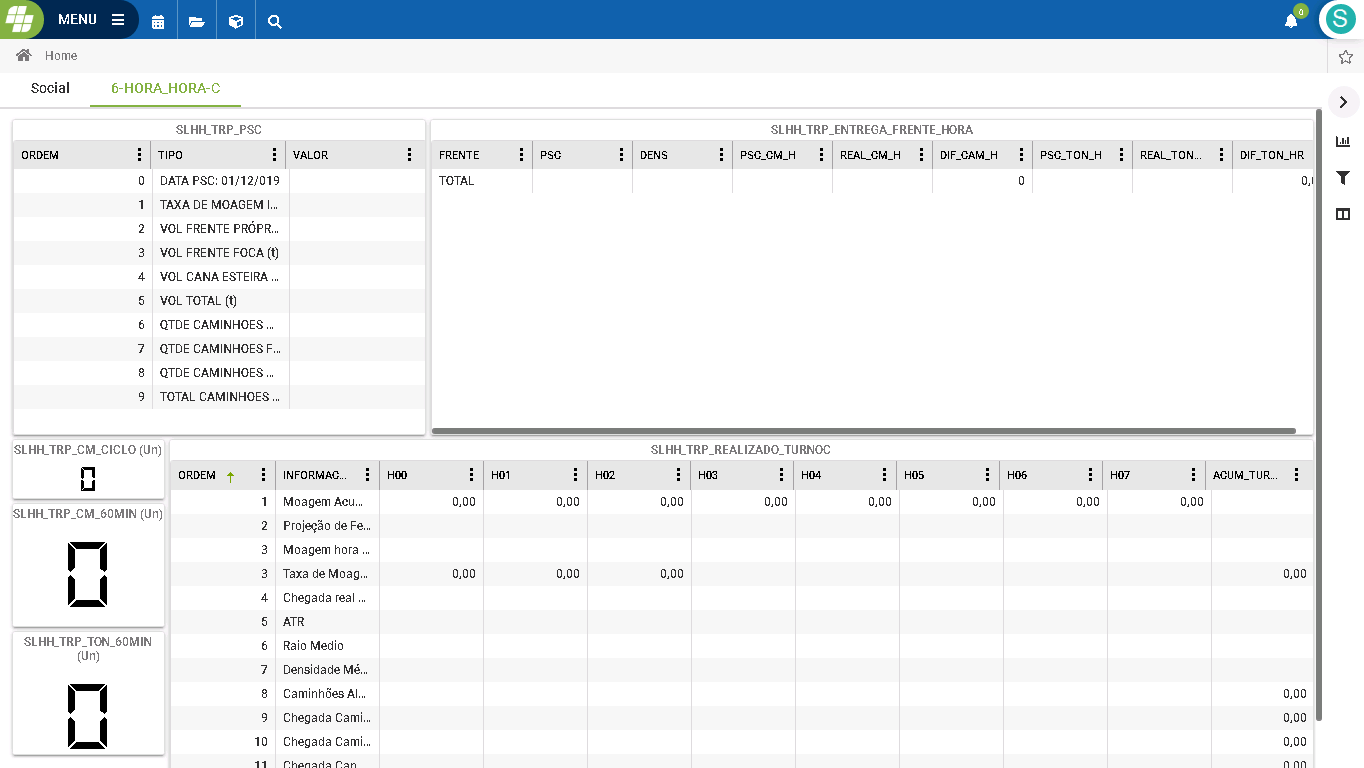 MENU
0
S
Home
Social
6-HORA_HORA-C
SLHH_TRP_PSC
ORDEM TIPO VALOR
0 DATA PSC: 01/12/019
1 TAXA DE MOAGEM I...
2 VOL FRENTE PRÓPR...
3 VOL FRENTE FOCA (t)
4 VOL CANA ESTEIRA ...
5 VOL TOTAL (t)
6 QTDE CAMINHOES ...
7 QTDE CAMINHOES F...
8 QTDE CAMINHOES ...
9 TOTAL CAMINHOES ...
SLHH_TRP_ENTREGA_FRENTE_HORA
FRENTE PSC DENS PSC_CM_H REAL_CM_H DIF_CAM_H PSC_TON_H REAL_TON... DIF_TON_HR
TOTAL 0 0,
SLHH_TRP_CM_CICLO (Un)
0
SLHH_TRP_CM_60MIN (Un)
0
SLHH_TRP_TON_60MIN
(Un)
0
SLHH_TRP_REALIZADO_TURNOC
ORDEM INFORMAC... H00 H01 H02 H03 H04 H05 H06 H07 AGUM_TUR...
1 Moagem Acu... 0,00 0,00 0,00 0,00 0,00 0,00 0,00 0,00
2 Projeção de Fe...
3 Moagem hora ...
3 Taxa de Moag... 0,00 0,00 0,00 0,00
4 Chegada real ...
5 ATR
6 Raio Medio
7 Densidade Mé...
8 Caminhões Al... 0,00
9 Chegada Cami... 0,00
10 Chegada Cami... 0,00
11 Chegada Can... 0,00